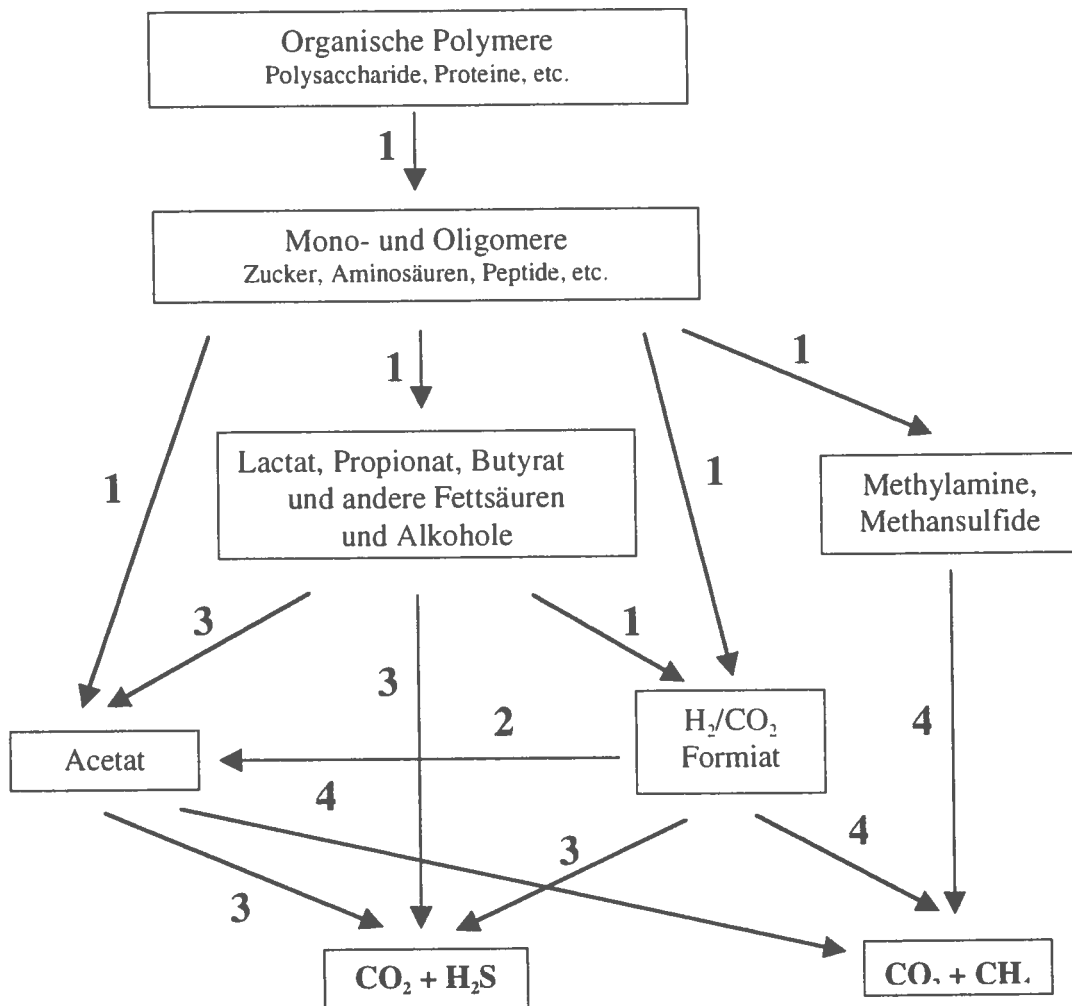 Organische Polymere
Polysaccharide, Proteine, etc.
1
Mono- und Oligomere
Zucker, Aminosäuren, Peptide, etc.
1
1
1
1
Lactat, Propionat, Butyrat
und andere Fettsäuren
und Alkohole
Methylamine,
Methansulfide
3
3
1
4
2
H₂/CO₂
Formiat
Acetat
4
3
3
4
CO₂ + H₂S
CO₂ + CH₄